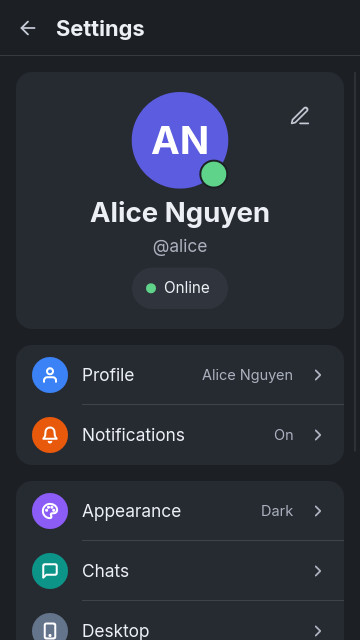 Settings
AN
Alice Nguyen
@alice
Online
Profile Alice Nguyen
Notifications On
Appearance Dark
Chats
Desktop